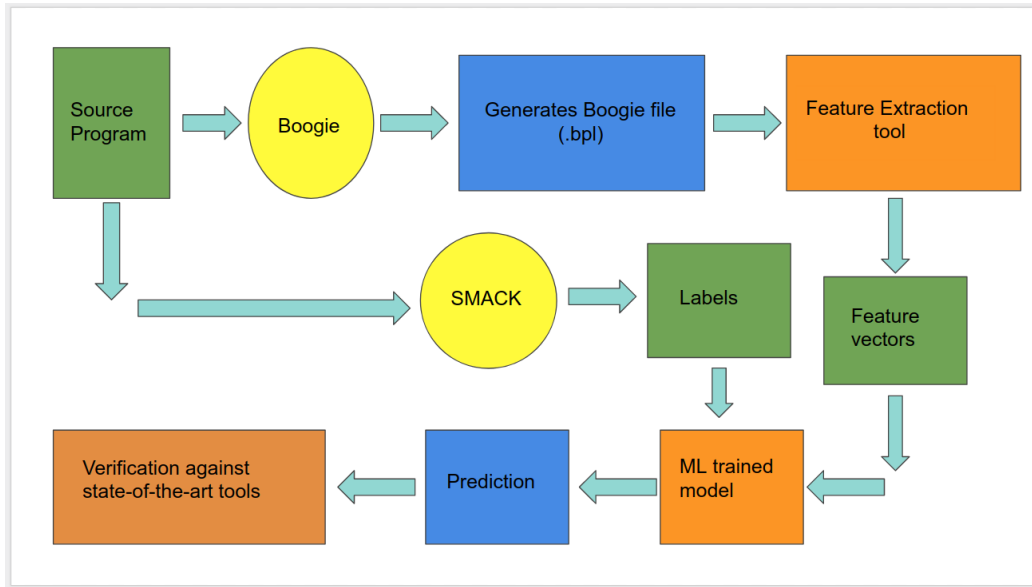 Source
Program
Boogie
Generates Boogie file
(.bpl)
Feature Extraction
tool
SMACK
Labels
Feature
vectors
Verification against
state-of-the-art tools
Prediction
ML trained
model